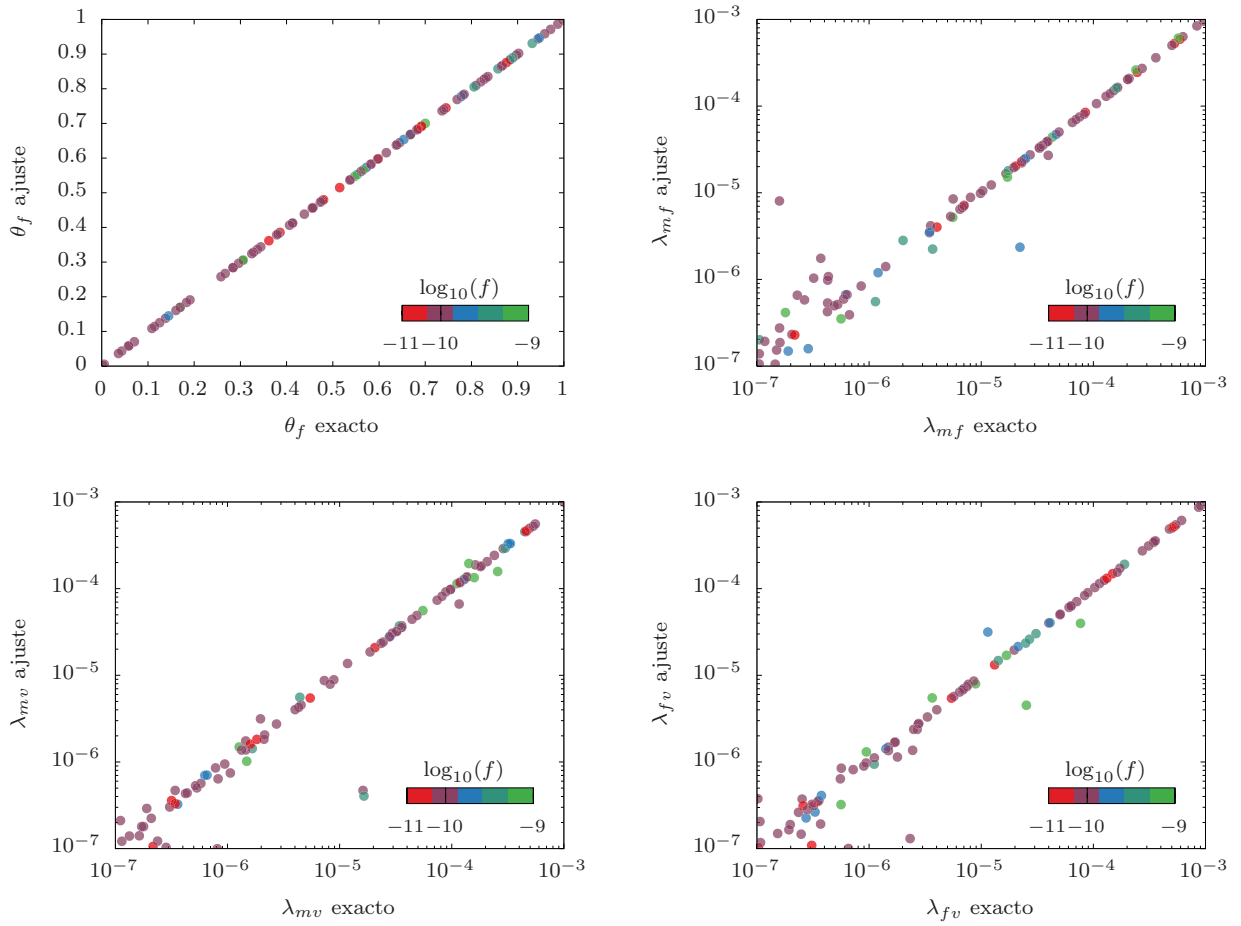 1
0.9
0.8
0.7
0.6
0.5
0.4
0.3
0.2
0.1
0
θ_f ajuste
log₁₀(f)
−11−10 −9
0 0.1 0.2 0.3 0.4 0.5 0.6 0.7 0.8 0.9 1
θ_f exacto
10⁻³
10⁻⁴
10⁻⁵
10⁻⁶
10⁻⁷
λ_mf ajuste
log₁₀(f)
−11−10 −9
10⁻⁷ 10⁻⁶ 10⁻⁵ 10⁻⁴ 10⁻³
λ_mf exacto
10⁻³
10⁻⁴
10⁻⁵
10⁻⁶
10⁻⁷
λ_mv ajuste
log₁₀(f)
−11−10 −9
10⁻⁷ 10⁻⁶ 10⁻⁵ 10⁻⁴ 10⁻³
λ_mv exacto
10⁻³
10⁻⁴
10⁻⁵
10⁻⁶
10⁻⁷
λ_fv ajuste
log₁₀(f)
−11−10 −9
10⁻⁷ 10⁻⁶ 10⁻⁵ 10⁻⁴ 10⁻³
λ_fv exacto